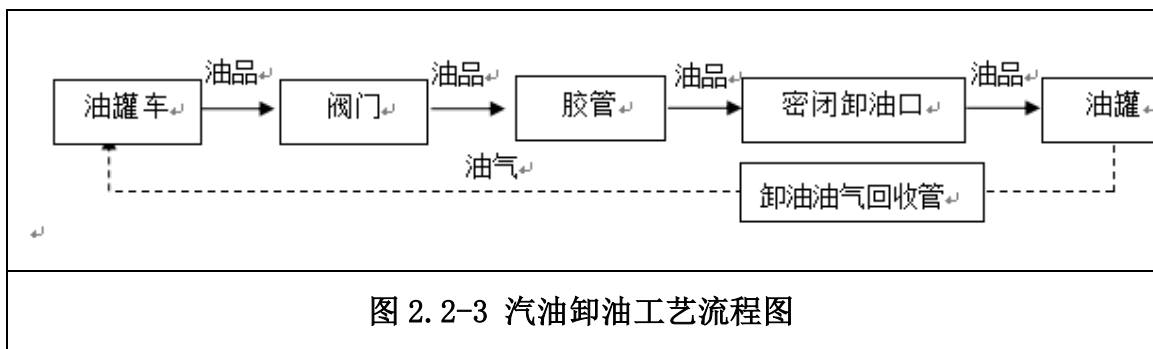 油品 油品 油品 油品
油罐车 阀门 胶管 密闭卸油口 油罐
油气
卸油油气回收管
图 2.2-3 汽油卸油工艺流程图